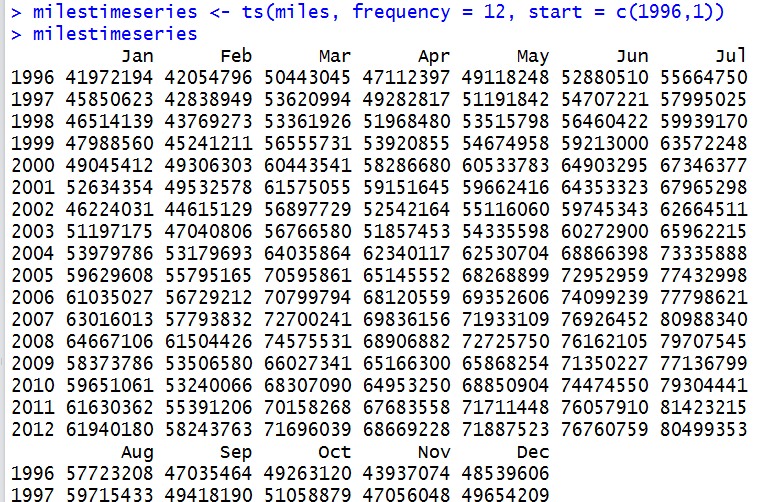 > milestimeseries <- ts(miles, frequency = 12, start = c(1996,1))
> milestimeseries
Jan Feb Mar Apr May Jun Jul
1996 41972194 42054796 50443045 47112397 49118248 52880510 55664750
1997 45850623 42838949 53620994 49282817 51191842 54707221 57995025
1998 46514139 43769273 53361926 51968480 53515798 56460422 59939170
1999 47988560 45241211 56555731 53920855 54674958 59213000 63572248
2000 49045412 49306303 60443541 58286680 60533783 64903295 67346377
2001 52634354 49532578 61575055 59151645 59662416 64353323 67965298
2002 46224031 44615129 56897729 52542164 55116060 59745343 62664511
2003 51197175 47040806 56766580 51857453 54335598 60272900 65962215
2004 53979786 53179693 64035864 62340117 62530704 68866398 73335888
2005 59629608 55795165 70595861 65145552 68268899 72952959 77432998
2006 61035027 56729212 70799794 68120559 69352606 74099239 77798621
2007 63016013 57793832 72700241 69836156 71933109 76926452 80988340
2008 64667106 61504426 74575531 68906882 72725750 76162105 79707545
2009 58373786 53506580 66027341 65166300 65868254 71350227 77136799
2010 59651061 53240066 68307090 64953250 68850904 74474550 79304441
2011 61630362 55391206 70158268 67683558 71711448 76057910 81423215
2012 61940180 58243763 71696039 68669228 71887523 76760759 80499353
Aug Sep Oct Nov Dec
1996 57723208 47035464 49263120 43937074 48539606
1997 59715433 49418190 51058879 47056048 49654209